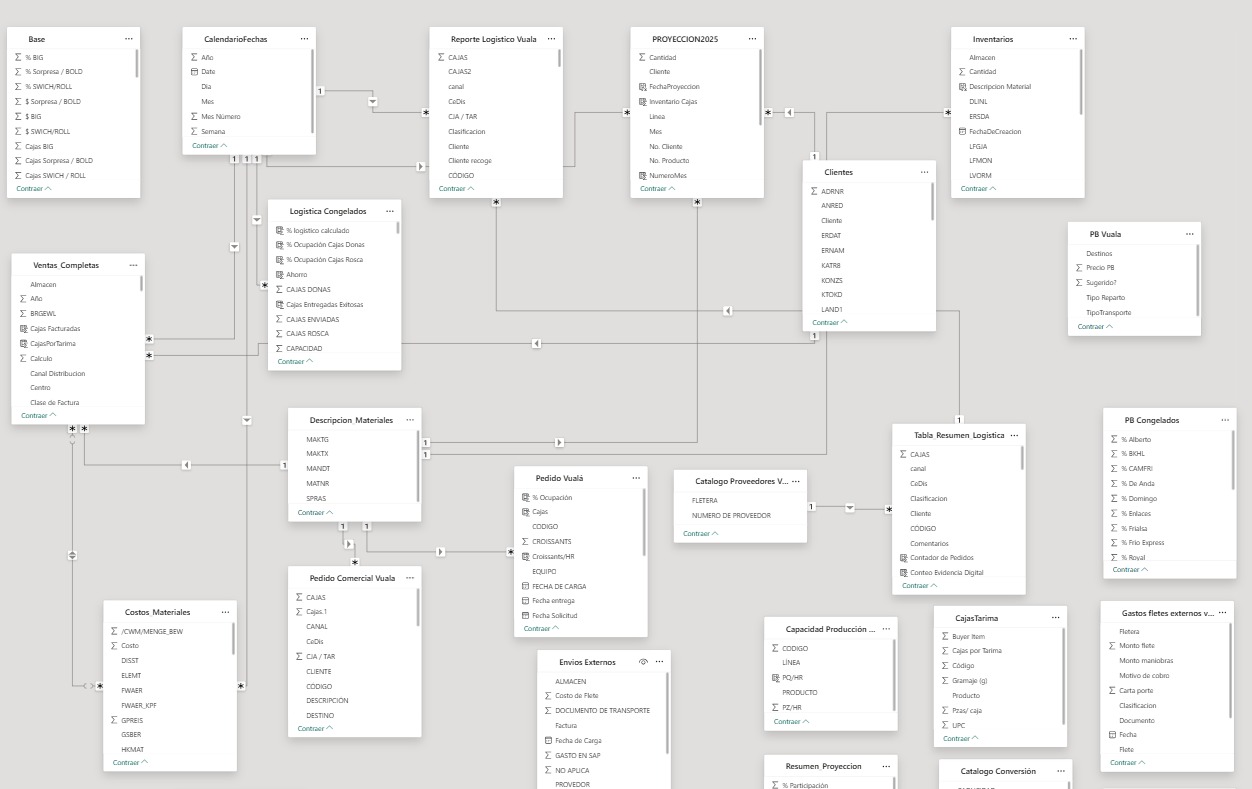 Base
% BIG
% Sorpresa / BOLD
% SWICH/ROLL
$ Sorpresa / BOLD
$ BIG
$ SWICH/ROLL
Cajas BIG
Cajas Sorpresa / BOLD
Cajas SWICH / ROLL
Contraer
CalendarioFechas
Año
Date
Dia
Mes
Mes Número
Semana
Contraer
Reporte Logistico Vuala
CAJAS
CAJAS2
canal
CeDis
CJA / TAR
Clasificacion
Cliente
Cliente recoge
CODIGO
Contraer
PROYECCION2025
Cantidad
Cliente
FechaProyeccion
Inventario Cajas
Linea
Mes
No. Cliente
No. Producto
NumeroMes
Contraer
Inventarios
Almacen
Cantidad
Descripcion Material
DLINL
ERSDA
FechaDeCreacion
LFGJA
LFMON
LVORM
Contraer
Clientes
ADRNR
ANRED
Cliente
ERDAT
ERNAM
KATR8
KONZS
KTOKD
LAND1
Contraer
Logistica Congelados
% logistico calculado
% Ocupación Cajas Donas
% Ocupación Cajas Rosca
Ahorro
CAJAS DONAS
Cajas Entregadas Exitosas
CAJAS ENVIADAS
CAJAS ROSCA
CAPACIDAD
Contraer
PB Vuala
Destinos
Precio PB
Sugerido?
Tipo Reparto
TipoTransporte
Contraer
Ventas_Completas
Almacen
Año
BRGEWL
Cajas Facturadas
CajasPorTarima
Calculo
Canal Distribucion
Centro
Clase de Factura
Contraer
Descripcion_Materiales
MAKTG
MAKTX
MANDT
MATNR
SPRAS
Contraer
Pedido Vualá
% Ocupación
Cajas
CODIGO
CROISSANTS
Croissants/HR
EQUIPO
FECHA DE CARGA
Fecha entrega
Fecha Solicitud
Contraer
Catalogo Proveedores V...
FLETERA
NUMERO DE PROVEEDOR
Contraer
Tabla_Resumen_Logistica
CAJAS
canal
CeDis
Clasificacion
Cliente
CODIGO
Comentarios
Contador de Pedidos
Conteo Evidencia Digital
Contraer
PB Congelados
% Alberto
% BKHL
% CAMFRI
% De Anda
% Domingo
% Enlaces
% Frialsa
% Frio Express
% Royal
Contraer
Pedido Comercial Vuala
CAJAS
Cajas.1
CANAL
CeDis
CJA / TAR
CLIENTE
CODIGO
DESCRIPCIÓN
DESTINO
Contraer
Costos_Materiales
/CWM/MENGE_BEW
Costo
DISST
ELEMT
FWAER
FWAER_KPF
GPREIS
GSBER
HKMAT
Contraer
Envios Externos
ALMACEN
Costo de Flete
DOCUMENTO DE TRANSPORTE
Factura
Fecha de Carga
GASTO EN SAP
NO APLICA
PROVEDOR
Capacidad Producción ...
CODIGO
LÍNEA
PQ/HR
PRODUCTO
PZ/HR
Contraer
CajasTarima
Buyer Item
Cajas por Tarima
Código
Gramaje (g)
Producto
Pzas/ caja
UPC
Contraer
Gastos fletes externos v...
Fletera
Monto flete
Monto maniobras
Motivo de cobro
Carta porte
Clasificacion
Documento
Fecha
Flete
Contraer
Resumen_Proyeccion
% Participación
Catalogo Conversión